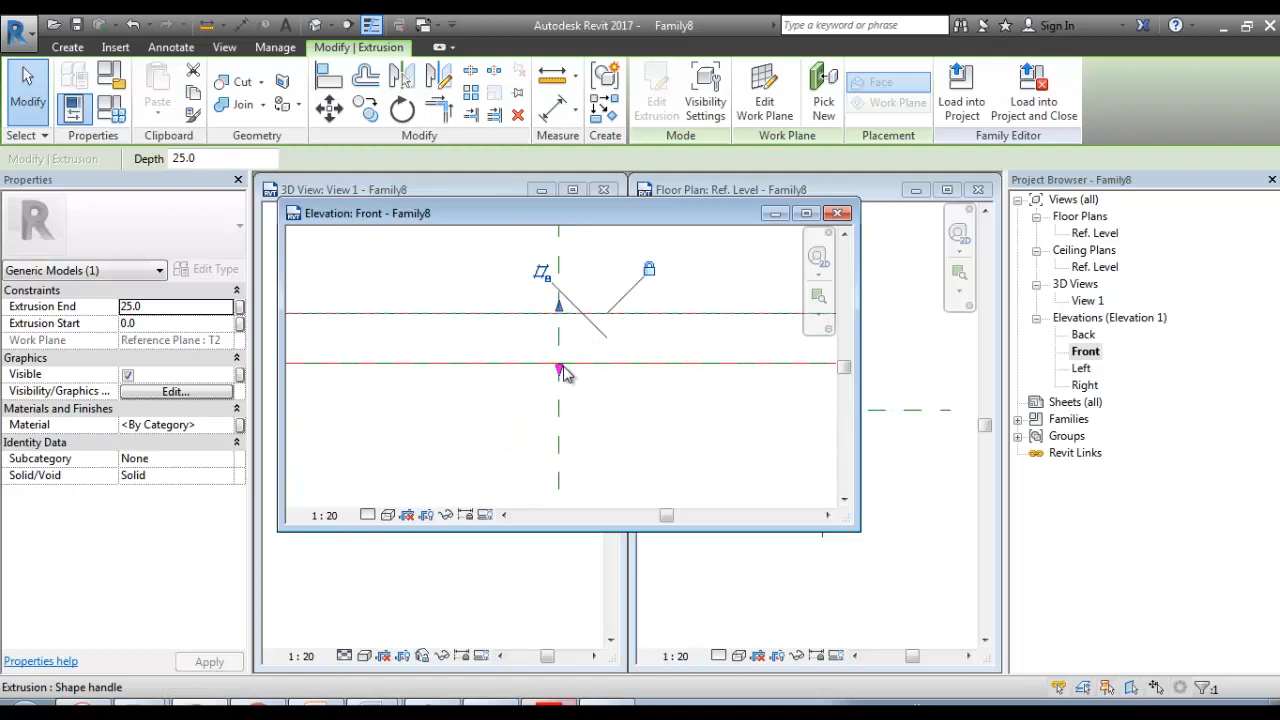 Autodesk Revit 2017 - Family8
Type a keyword or phrase
Sign In
Create
Insert
Annotate
View
Manage
Modify | Extrusion
Modify
Paste
Cut
Join
Edit
Extrusion
Visibility
Settings
Edit
Work Plane
Pick
New
Face
Work Plane
Load into
Project
Load into
Project and Close
Select
Properties
Clipboard
Geometry
Modify
Measure
Create
Mode
Work Plane
Placement
Family Editor
Modify | Extrusion
Depth 25.0
Properties
R
Generic Models (1)
Edit Type
Constraints
Extrusion End 25.0
Extrusion Start 0.0
Work Plane Reference Plane : T2
Graphics
Visible
Visibility/Graphics ... Edit...
Materials and Finishes
Material <By Category>
Identity Data
Subcategory None
Solid/Void Solid
Properties help
Apply
3D View: View 1 - Family8
Floor Plan: Ref. Level - Family8
Elevation: Front - Family8
2D
2D
1 : 20
1 : 20
1 : 20
Project Browser - Family8
Views (all)
Floor Plans
Ref. Level
Ceiling Plans
Ref. Level
3D Views
View 1
Elevations (Elevation 1)
Back
Front
Left
Right
Sheets (all)
Families
Groups
Revit Links
Extrusion : Shape handle
:1